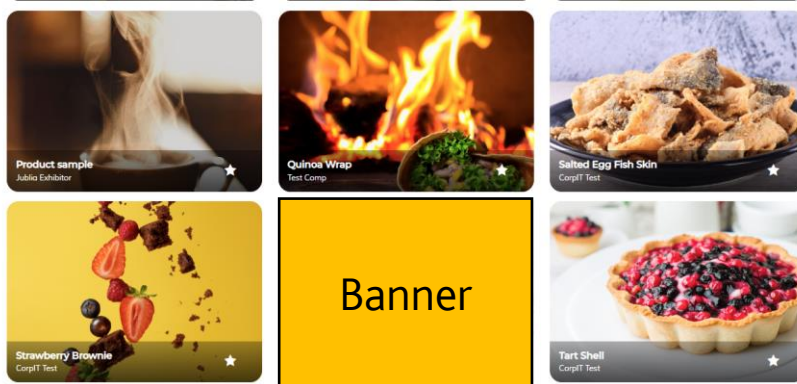 Product sample
Jublia Exhibitor
Quinoa Wrap
Test Comp
Salted Egg Fish Skin
CorpIT Test
Strawberry Brownie
CorpIT Test
Banner
Tart Shell
CorpIT Test